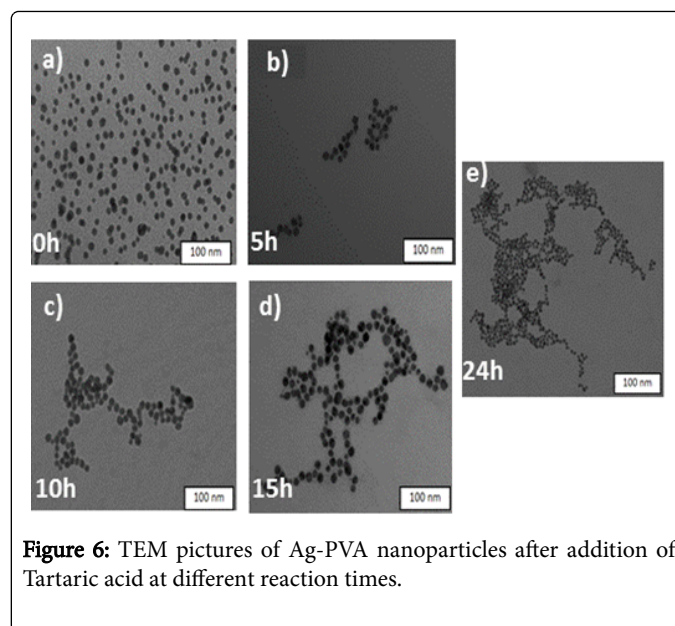 a)
0h
100 nm
b)
5h
100 nm
c)
10h
100 nm
d)
15h
100 nm
e)
24h
100 nm
Figure 6: TEM pictures of Ag-PVA nanoparticles after addition of
Tartaric acid at different reaction times.